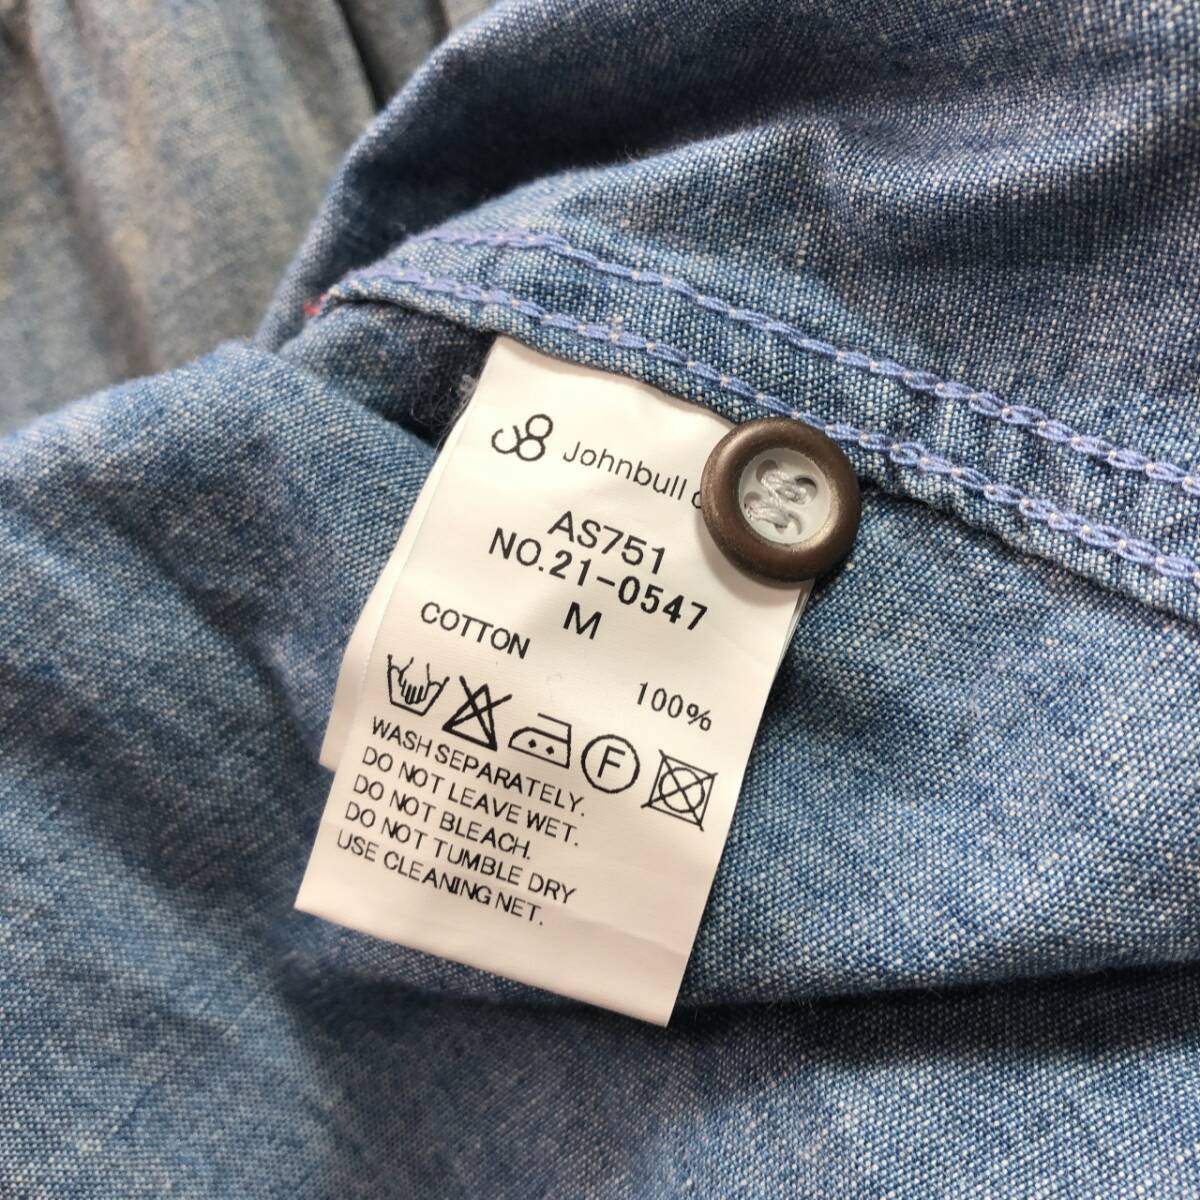 Johnbull
AS751
NO.21-0547
M
COTTON 100%
F
WASH SEPARATELY.
DO NOT LEAVE WET.
DO NOT BLEACH.
DO NOT TUMBLE DRY
USE CLEANING NET.